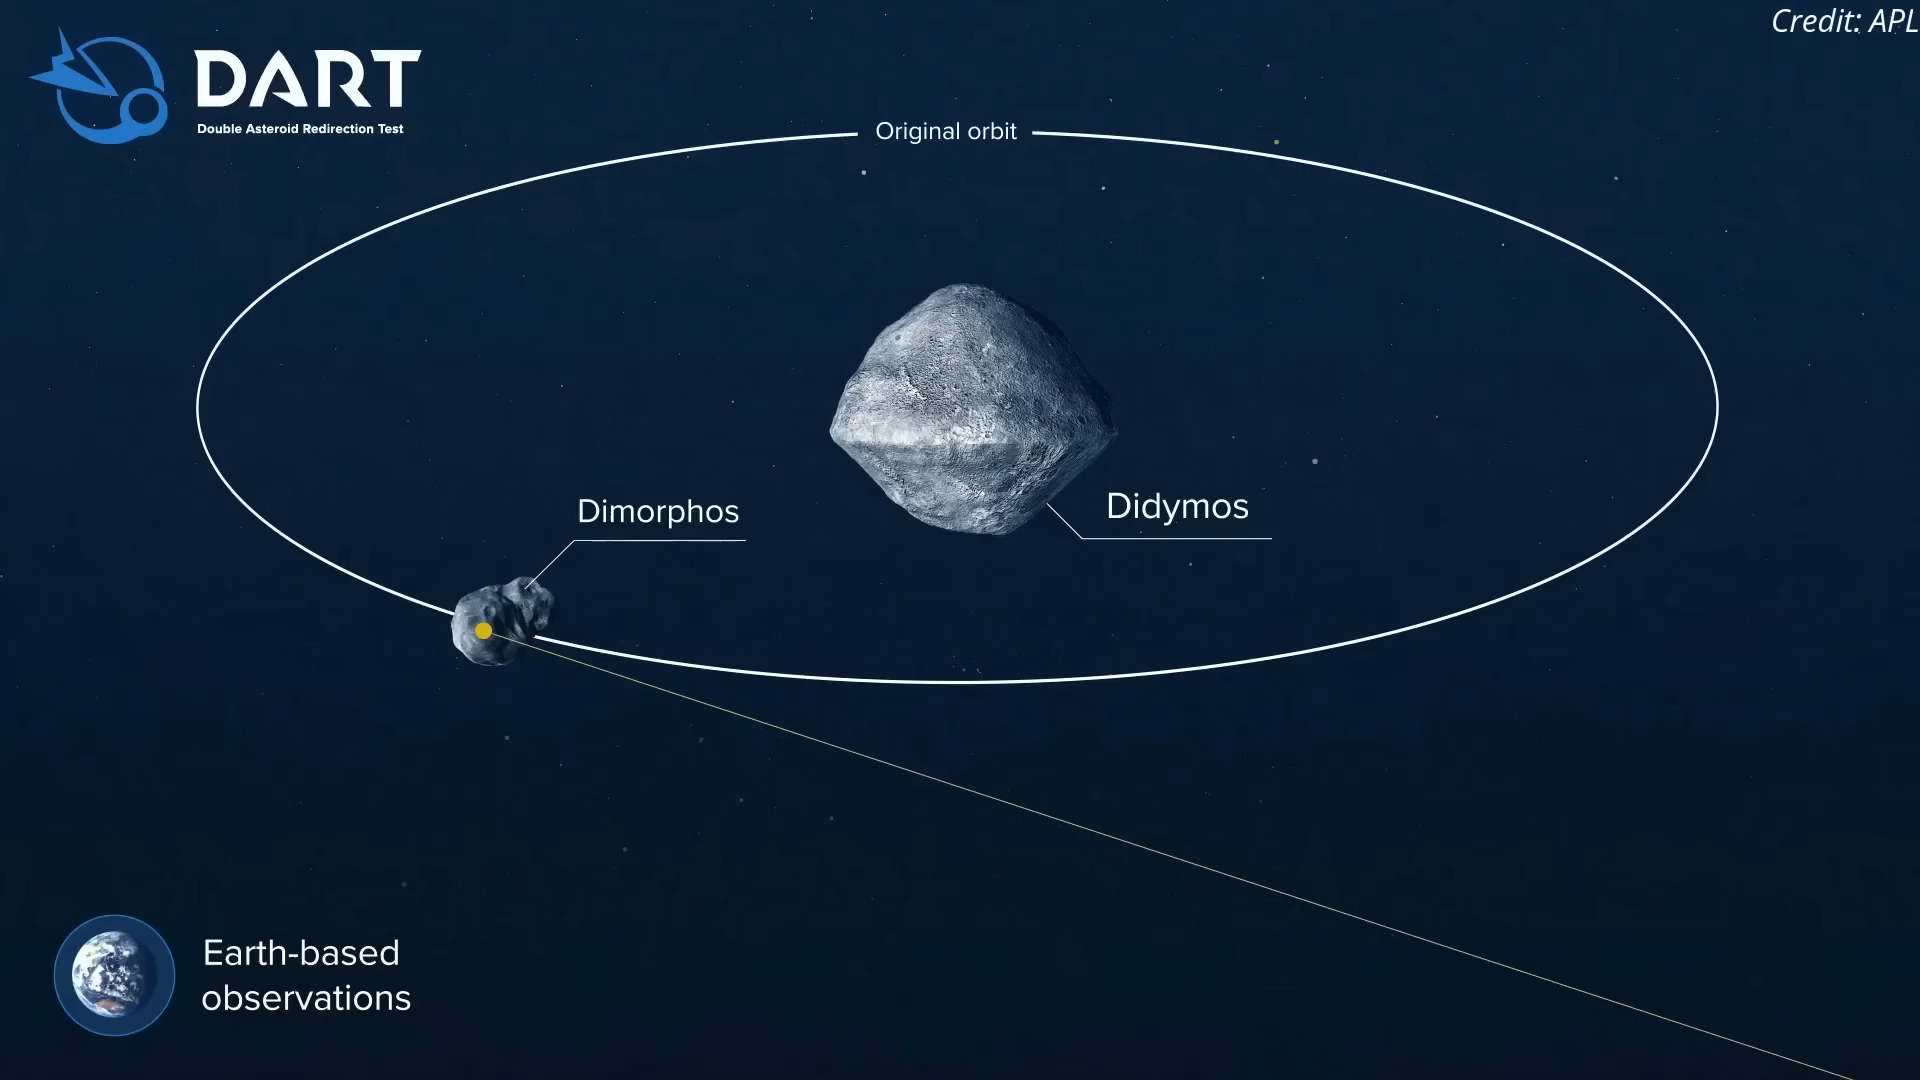 Credit: APL
DART
Double Asteroid Redirection Test
Original orbit
Dimorphos
Didymos
Earth-based
observations